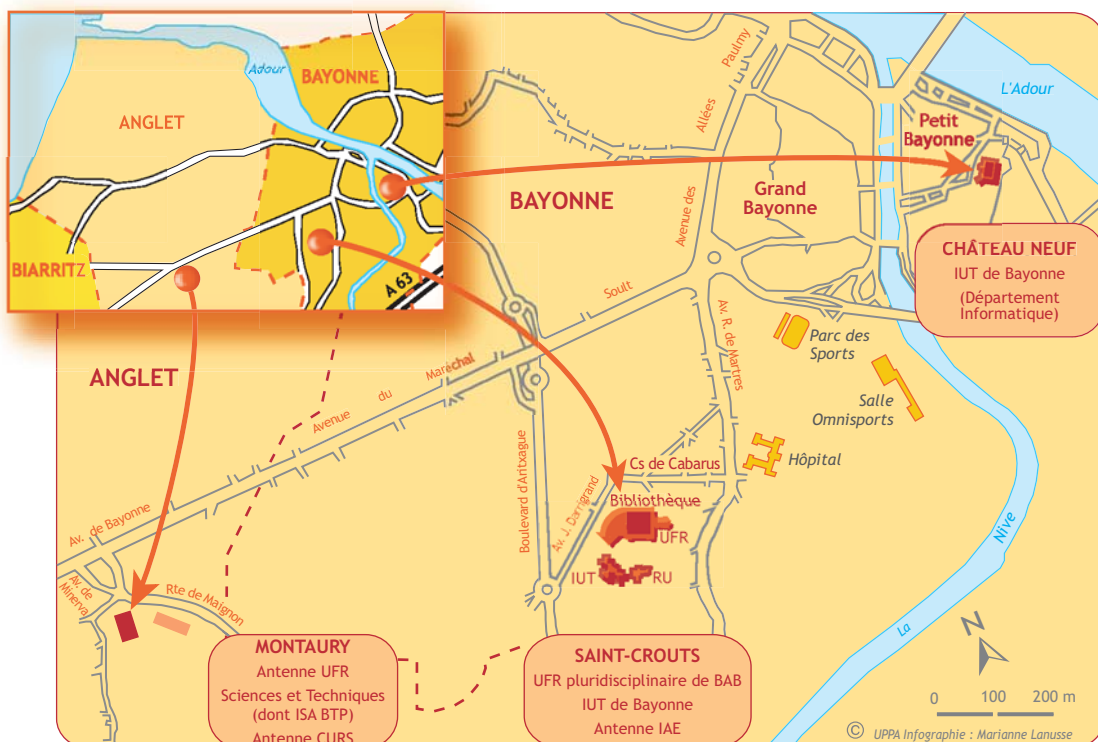 Adour
BAYONNE
ANGLET
BIARRITZ
A 63
Paulmy
Allées
Avenue des
L'Adour
Petit
Bayonne
Grand
Bayonne
BAYONNE
CHÂTEAU NEUF
IUT de Bayonne
(Département
Informatique)
Soult
Maréchal
du
Avenue
Av. de Bayonne
Av. R. de Martres
Parc des
Sports
Salle
Omnisports
Hôpital
ANGLET
Boulevard d'Aritxague
Av. J. Darrigrand
Cs de Cabarus
Bibliothèque
UFR
IUT
RU
Av. de
Minerva
Rte de Maignon
La
Nive
MONTAURY
Antenne UFR
Sciences et Techniques
(dont ISA BTP)
Antenne CURS
SAINT-CROUTS
UFR pluridisciplinaire de BAB
IUT de Bayonne
Antenne IAE
N
0 100 200 m
© UPPA Infographie : Marianne Lanusse